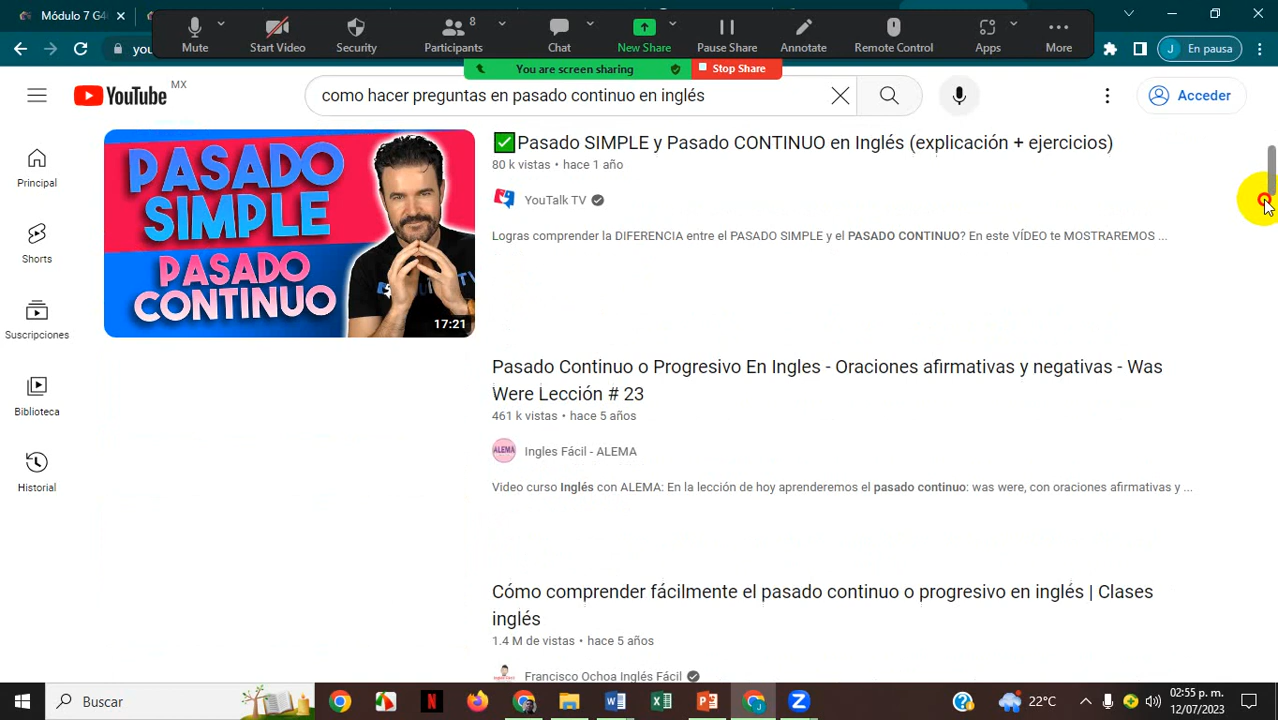 Módulo 7 G4
Mute
Start Video
Security
8
Participants
Chat
New Share
Pause Share
Annotate
Remote Control
Apps
More
You are screen sharing
Stop Share
you
J
En pausa
YouTube
MX
como hacer preguntas en pasado continuo en inglés
Acceder
Principal
Shorts
Suscripciones
Biblioteca
Historial
PASADO
SIMPLE
PASADO
CONTINUO
17:21
Pasado SIMPLE y Pasado CONTINUO en Inglés (explicación + ejercicios)
80 k vistas • hace 1 año
YouTalk TV
Logras comprender la DIFERENCIA entre el PASADO SIMPLE y el PASADO CONTINUO? En este VÍDEO te MOSTRAREMOS ...
Pasado Continuo o Progresivo En Ingles - Oraciones afirmativas y negativas - Was
Were Lección # 23
461 k vistas • hace 5 años
ALEMA
Ingles Fácil - ALEMA
Video curso Inglés con ALEMA: En la lección de hoy aprenderemos el pasado continuo: was were, con oraciones afirmativas y ...
Cómo comprender fácilmente el pasado continuo o progresivo en inglés | Clases
inglés
1.4 M de vistas • hace 5 años
Francisco Ochoa Inglés Fácil
Buscar
22°C
02:55 p. m.
12/07/2023